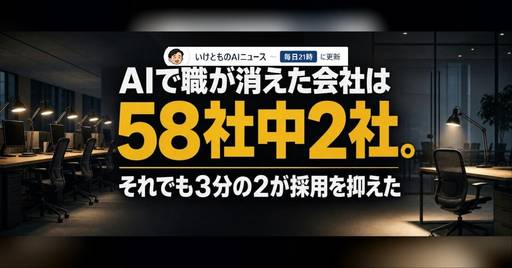 いけとものAIニュース ― 毎日21時 に更新
AIで職が消えた会社は
58社中2社。
それでも3分の2が採用を抑えた